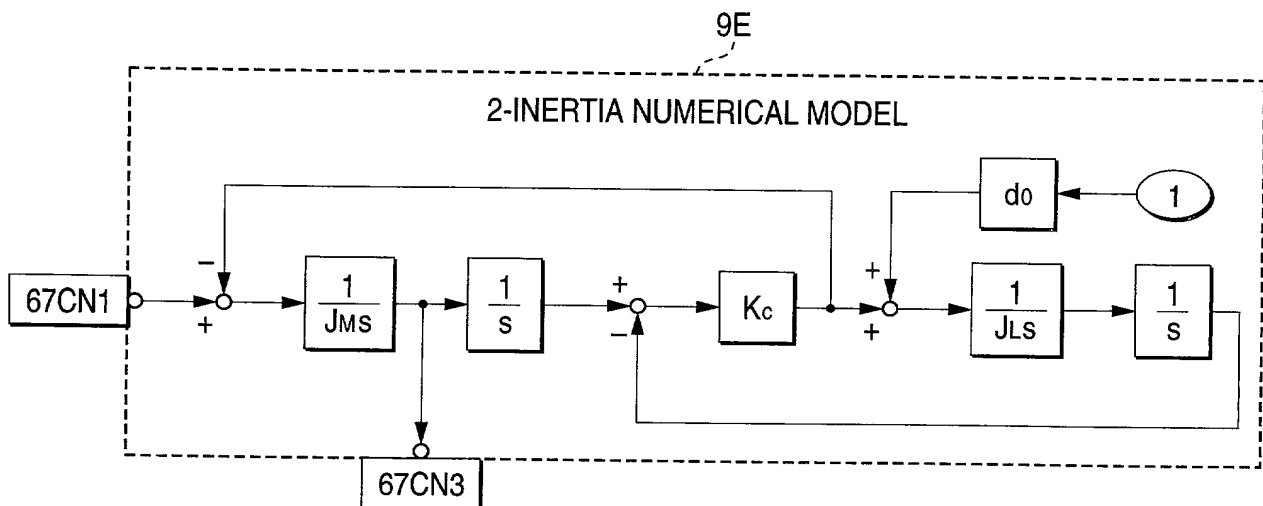 9E
2-INERTIA NUMERICAL MODEL
d0
1
−
+
67CN1
+
1
JMs
1
s
+
−
Kc
+
+
1
JLs
1
s
67CN3